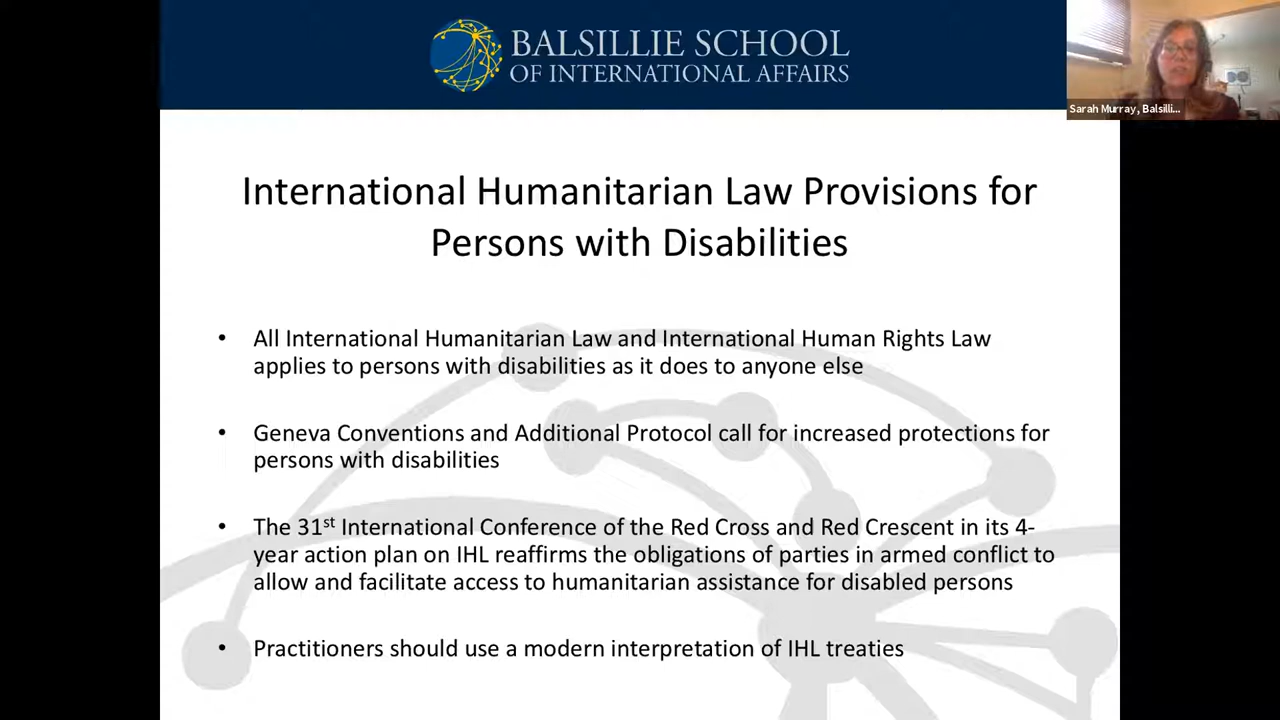 BALSILLIE SCHOOL
OF INTERNATIONAL AFFAIRS
Sarah Murray, Balsilli...
International Humanitarian Law Provisions for
Persons with Disabilities
• All International Humanitarian Law and International Human Rights Law
applies to persons with disabilities as it does to anyone else
• Geneva Conventions and Additional Protocol call for increased protections for
persons with disabilities
• The 31st International Conference of the Red Cross and Red Crescent in its 4-
year action plan on IHL reaffirms the obligations of parties in armed conflict to
allow and facilitate access to humanitarian assistance for disabled persons
• Practitioners should use a modern interpretation of IHL treaties